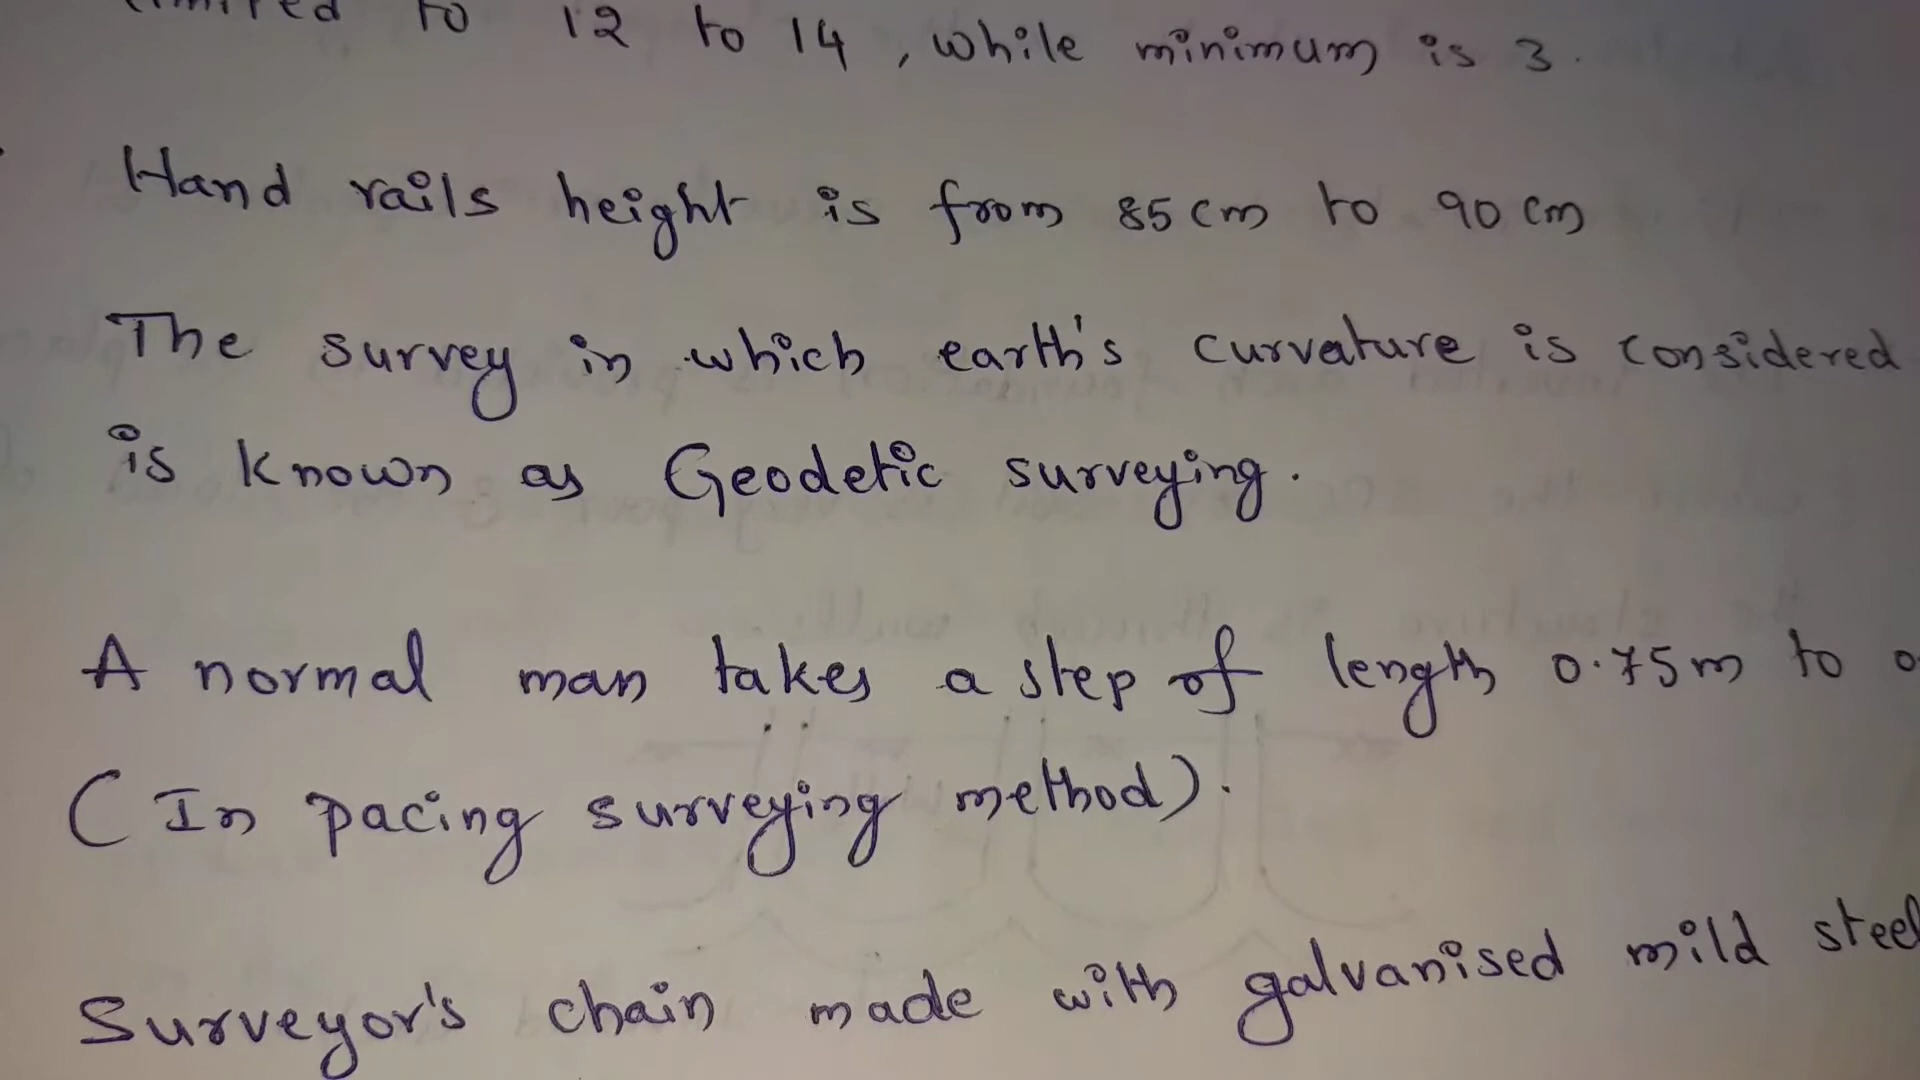 limited to 12 to 14, while minimum is 3.
Hand rails height is from 85 cm to 90 cm
The survey in which earth's curvature is considered
is known as Geodetic surveying.
A normal man takes a step of length 0.75m to
(In pacing surveying method).
Surveyor's chain made with galvanised mild steel